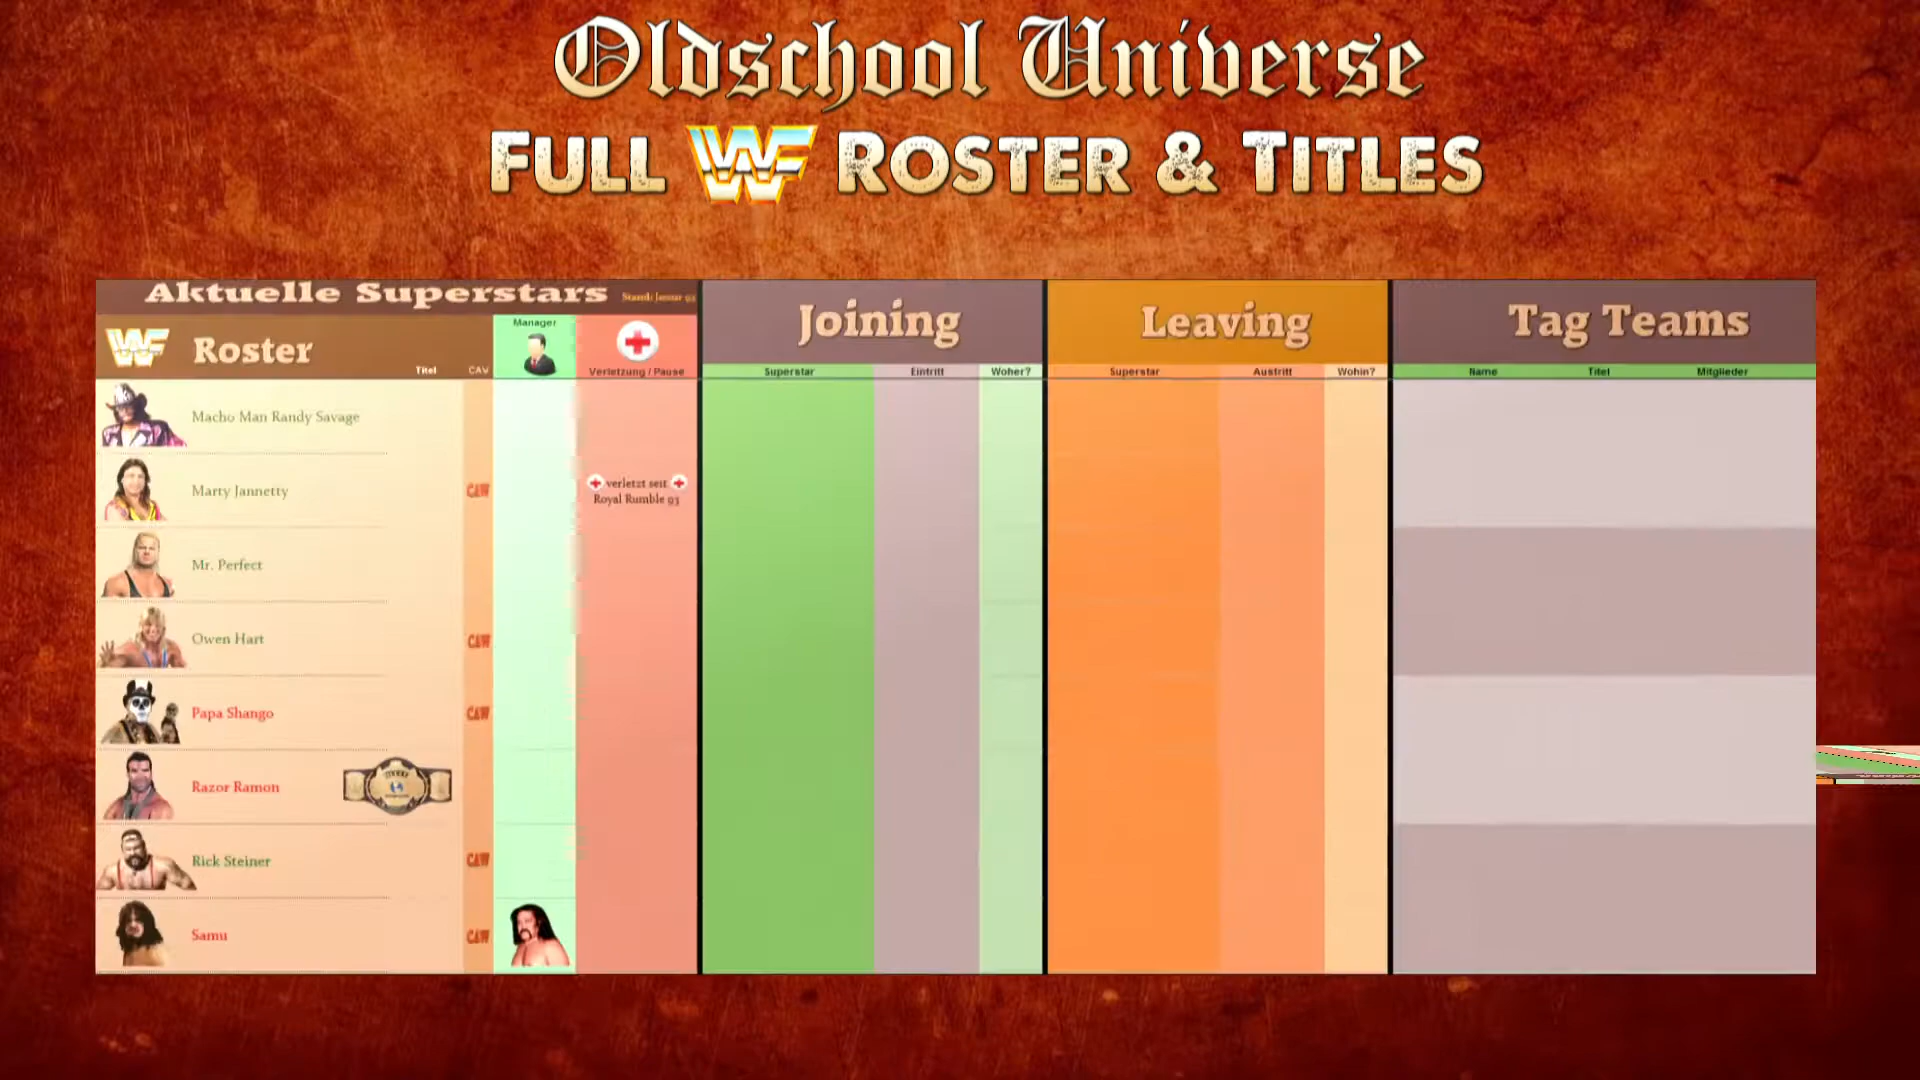 Oldschool Universe
FULL WWF ROSTER & TITLES
Aktuelle Superstars
Joining
Leaving
Tag Teams
WWF Roster
Titel
CAW
Manager
Verletzung / Pause
Superstar
Eintritt
Woher?
Superstar
Austritt
Wohin?
Name
Titel
Mitglieder
Macho Man Randy Savage
Marty Jannetty
CAW
verletzt seit
Royal Rumble 93
Mr. Perfect
Owen Hart
CAW
Papa Shango
CAW
Razor Ramon
Rick Steiner
CAW
Samu
CAW